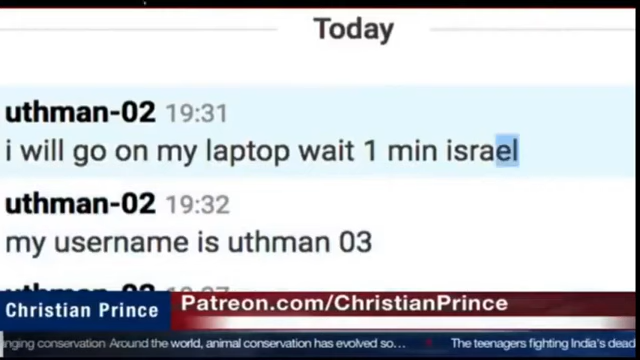 Today
uthman-02 19:31
i will go on my laptop wait 1 min israel
uthman-02 19:32
my username is uthman 03
Christian Prince
Patreon.com/ChristianPrince
conservation Around the world, animal conservation has evolved so... The teenagers fighting India's